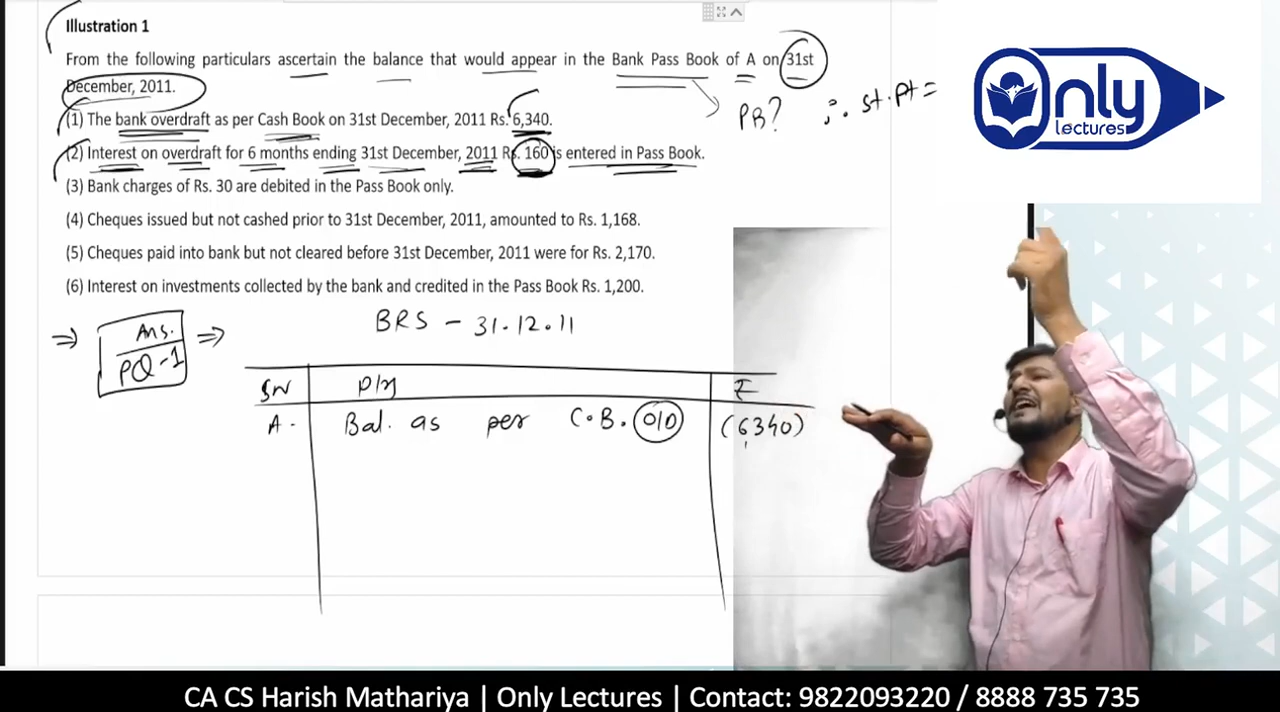 Illustration 1
From the following particulars ascertain the balance that would appear in the Bank Pass Book of A on 31st
December, 2011.
PB? ∴ st.pt =
(1) The bank overdraft as per Cash Book on 31st December, 2011 Rs. 6,340.
(2) Interest on overdraft for 6 months ending 31st December, 2011 Rs. 160 is entered in Pass Book.
(3) Bank charges of Rs. 30 are debited in the Pass Book only.
(4) Cheques issued but not cashed prior to 31st December, 2011, amounted to Rs. 1,168.
(5) Cheques paid into bank but not cleared before 31st December, 2011 were for Rs. 2,170.
(6) Interest on investments collected by the bank and credited in the Pass Book Rs. 1,200.
⇒ Ans. ⇒
PQ-1
BRS - 31.12.11
A. Bal. as per C.B. O/D (6340)
Only
Lectures
CA CS Harish Mathariya | Only Lectures | Contact: 9822093220 / 8888 735 735